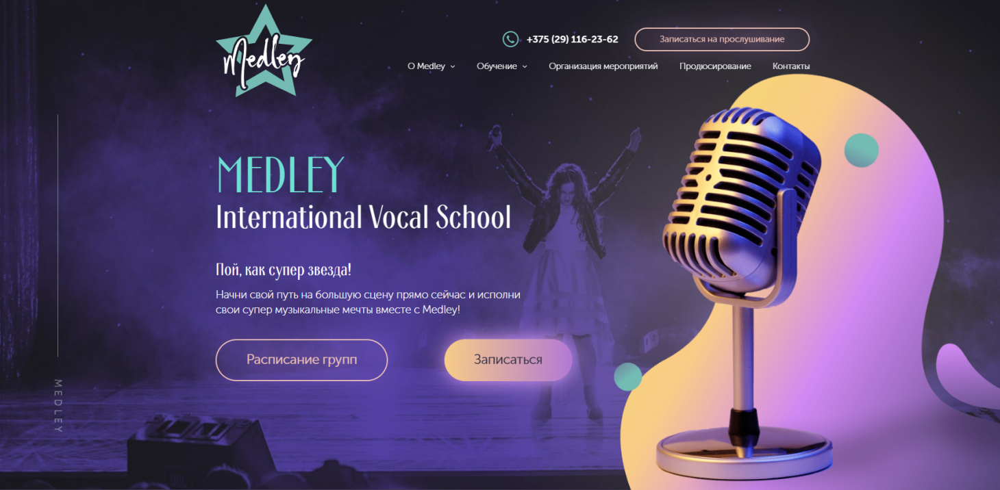 Medley
+375 (29) 116-23-62
Записаться на прослушивание
О Medley
Обучение
Организация мероприятий
Продюсирование
Контакты
MEDLEY
International Vocal School
Пой, как супер звезда!
Начни свой путь на большую сцену прямо сейчас и исполни
свои супер музыкальные мечты вместе с Medley!
Расписание групп
Записаться
MEDLEY